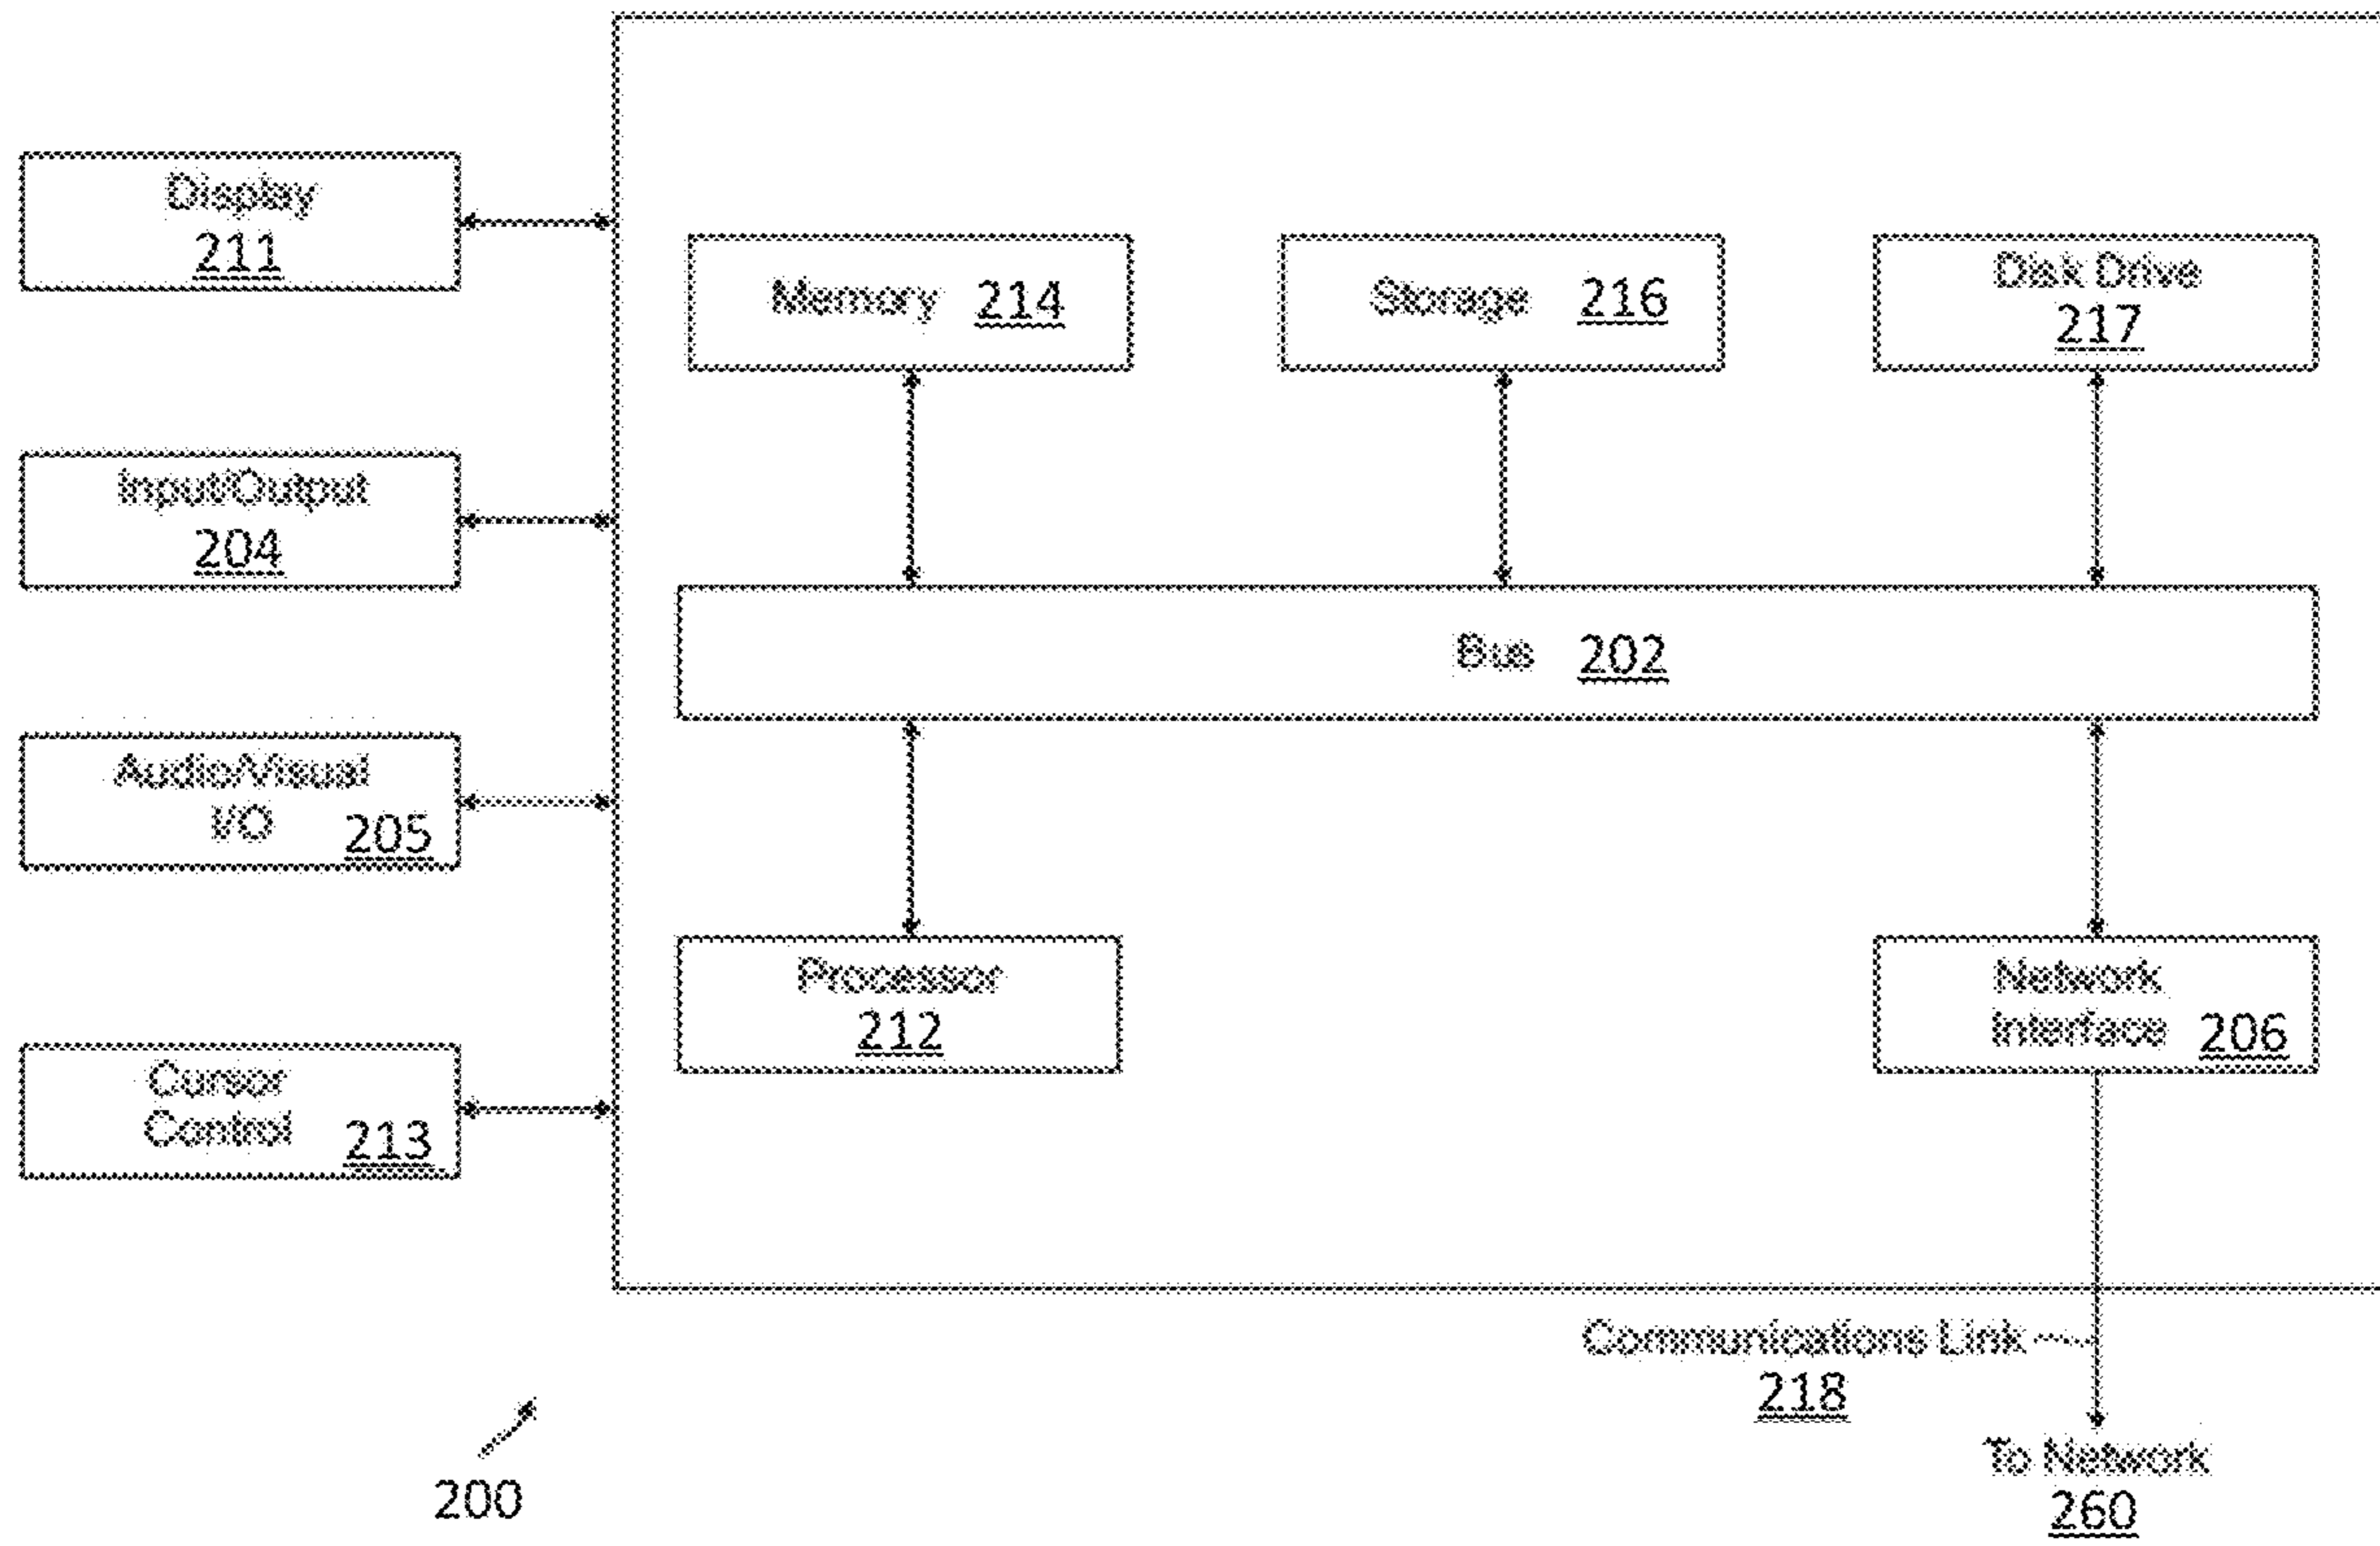 Display
211
Input/Output
204
Audio/Visual
I/O 205
Cursor
Control 213
Memory 214
Storage 216
Disk Drive
217
Bus 202
Processor
212
Network
Interface 206
Communications Link
218
To Network
260
200